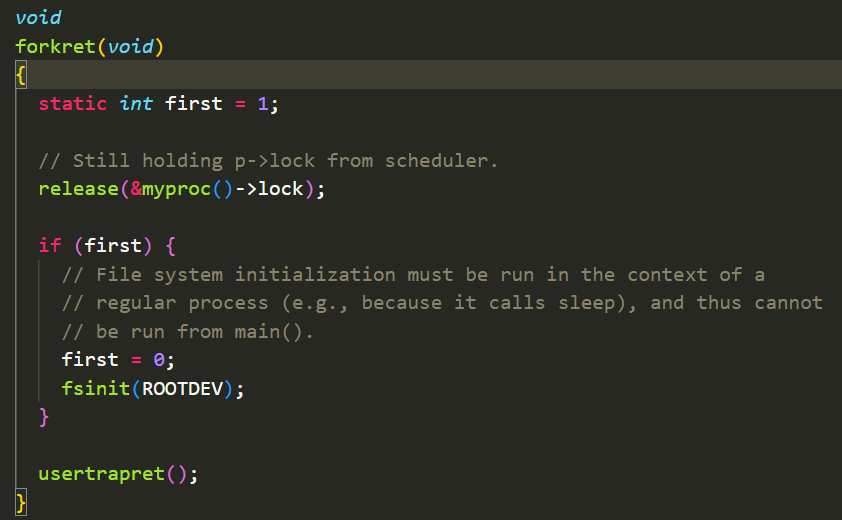 void
forkret(void)
{
  static int first = 1;

  // Still holding p->lock from scheduler.
  release(&myproc()->lock);

  if (first) {
    // File system initialization must be run in the context of a
    // regular process (e.g., because it calls sleep), and thus cannot
    // be run from main().
    first = 0;
    fsinit(ROOTDEV);
  }

  usertrapret();
}